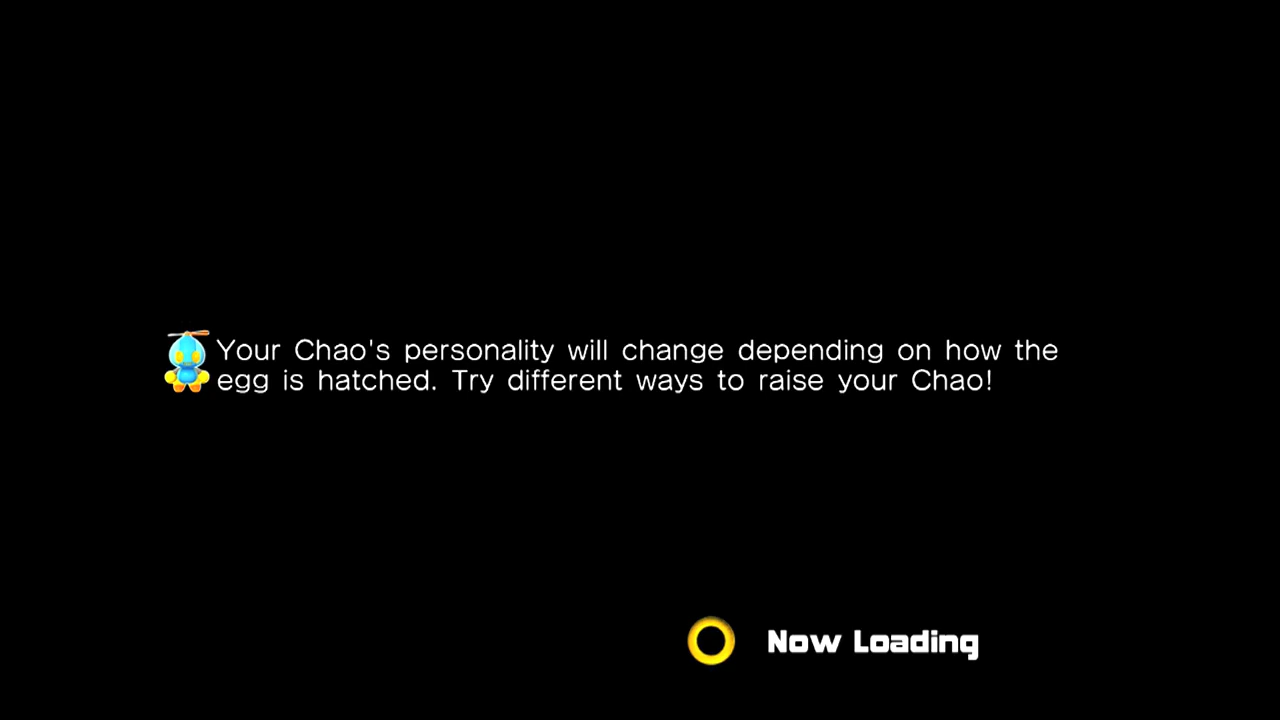 Your Chao's personality will change depending on how the
egg is hatched. Try different ways to raise your Chao!
Now Loading